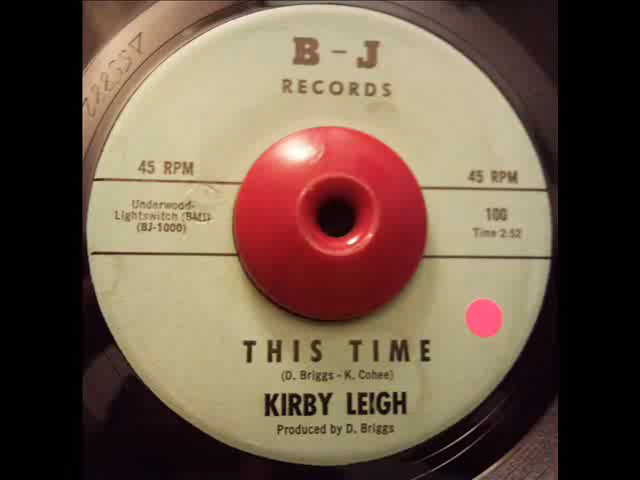 B-J
RECORDS
45 RPM
45 RPM
Underwood-
Lightswitch (BMI)
(BJ-1000)
100
Time 2:52
THIS TIME
(D. Briggs - K. Cohee)
KIRBY LEIGH
Produced by D. Briggs